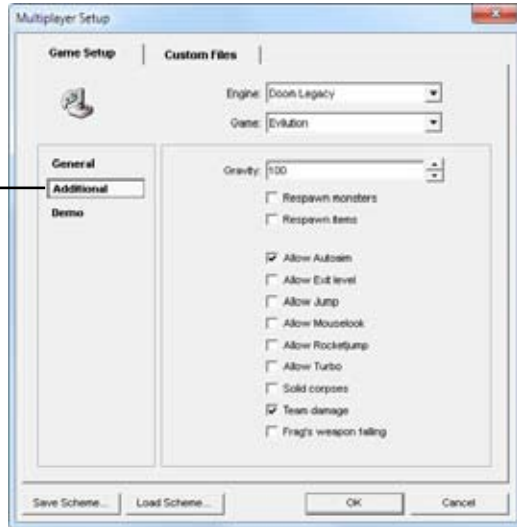 Multiplayer Setup
Game Setup
Custom Files
Engine: Doom Legacy
Game: Evilution
General
Additional
Demo
Gravity: 100
Respawn monsters
Respawn items
Allow Autoaim
Allow Exit level
Allow Jump
Allow Mouselook
Allow Rocketjump
Allow Turbo
Solid corpses
Team damage
Frag's weapon falling
Save Scheme...
Load Scheme...
OK
Cancel